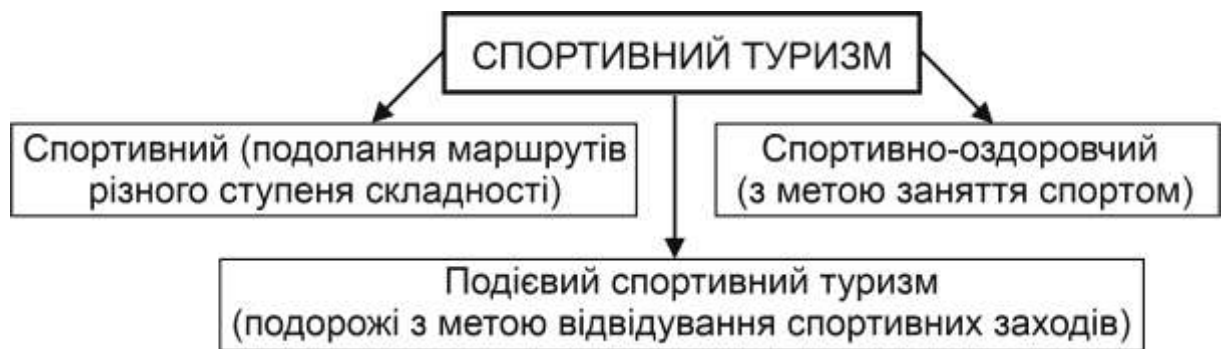 СПОРТИВНИЙ ТУРИЗМ
Спортивний (подолання маршрутів
різного ступеня складності)
Спортивно-оздоровчий
(з метою заняття спортом)
Подієвий спортивний туризм
(подорожі з метою відвідування спортивних заходів)